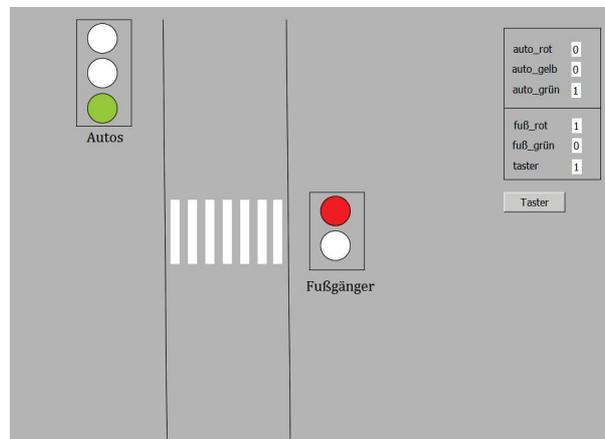 Autos
Fußgänger
auto_rot 0
auto_gelb 0
auto_grün 1
fuß_rot 1
fuß_grün 0
taster 1
Taster